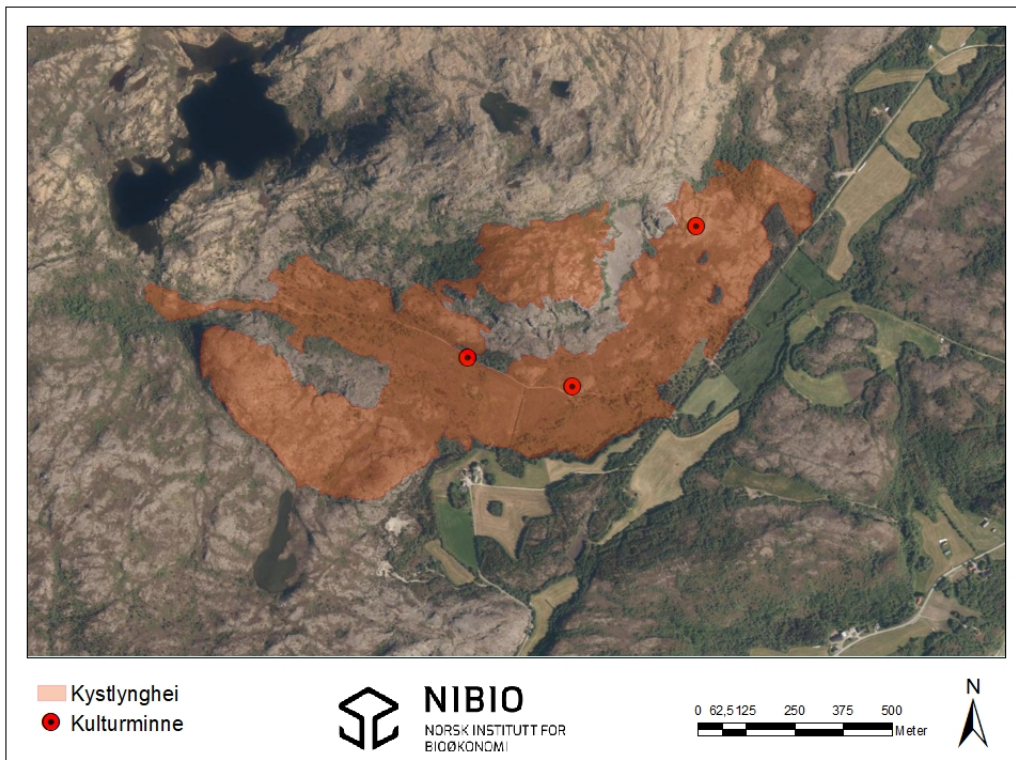 Kystlynghei
Kulturminne
NIBIO
NORSK INSTITUTT FOR
BIOØKONOMI
0 62,5 125 250 375 500
Meter
N